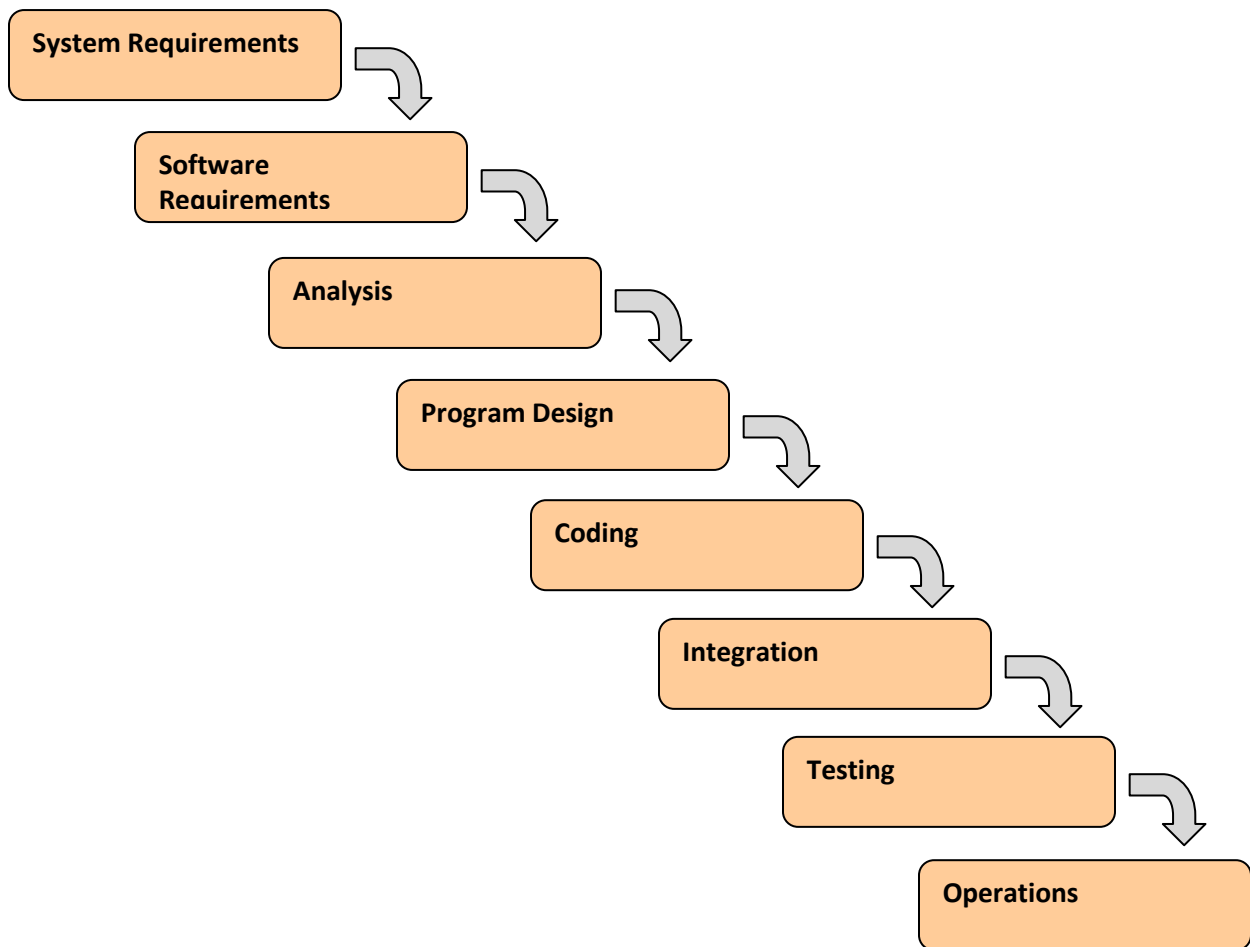 System Requirements
Software
Requirements
Analysis
Program Design
Coding
Integration
Testing
Operations